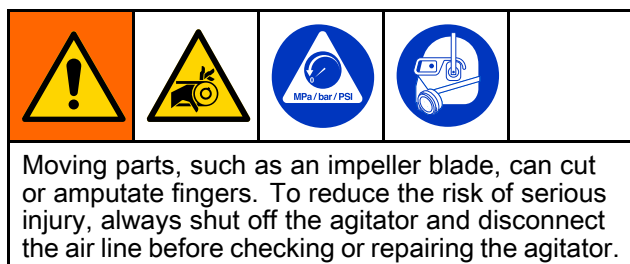 MPa / bar / PSI
Moving parts, such as an impeller blade, can cut
or amputate fingers. To reduce the risk of serious
injury, always shut off the agitator and disconnect
the air line before checking or repairing the agitator.